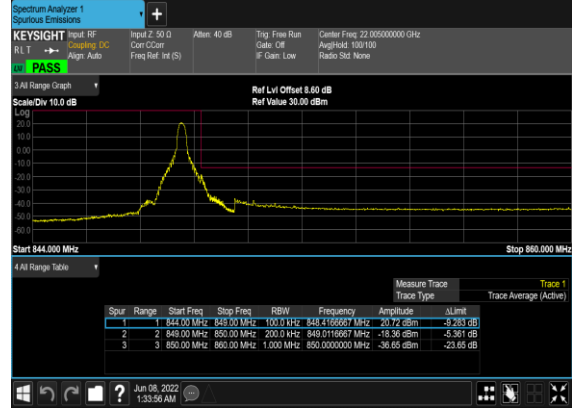 Spectrum Analyzer 1
Spurious Emissions
KEYSIGHT Input: RF Input Z: 50 Ω Atten: 40 dB Trig: Free Run Center Freq: 22.005000000 GHz
RLT Coupling: DC Corr CCorr Gate: Off Avg|Hold: 100/100
Align: Auto Freq Ref: Int (S) IF Gain: Low Radio Std: None
PASS
3 All Range Graph
Ref Lvl Offset 8.60 dB
Scale/Div 10.0 dB Ref Value 30.00 dBm
Log
20.0
10.0
0.00
-10.0
-20.0
-30.0
-40.0
-50.0
-60.0
Start 844.000 MHz Stop 860.000 MHz
4 All Range Table
Measure Trace Trace 1
Trace Type Trace Average (Active)
Spur Range Start Freq Stop Freq RBW Frequency Amplitude ΔLimit
1 1 844.00 MHz 849.00 MHz 100.0 kHz 848.4166667 MHz 20.72 dBm -9.283 dB
2 2 849.00 MHz 850.00 MHz 200.0 kHz 849.0116667 MHz -18.36 dBm -5.361 dB
3 3 850.00 MHz 860.00 MHz 1.000 MHz 850.0000000 MHz -36.65 dBm -23.65 dB
?
Jun 08, 2022
1:33:56 AM